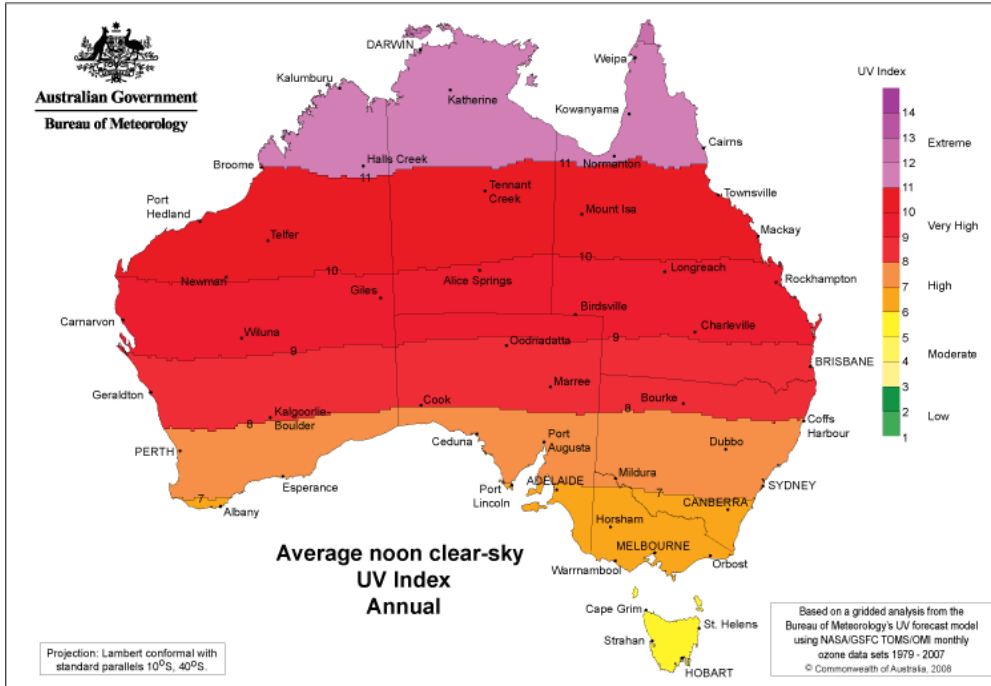 Australian Government
Bureau of Meteorology
DARWIN
Weipa
Kalumburu
Katherine
Kowanyama
Cairns
Broome
Halls Creek
Normanton
11
11
Tennant
Creek
Townsville
Port
Hedland
Mount Isa
Mackay
Telfer
10
10
Newman
Alice Springs
Longreach
Rockhampton
Giles
Birdsville
Carnarvon
Wiluna
Charleville
9
9
Oodnadatta
BRISBANE
Geraldton
Marree
Cook
Bourke
8
8
Kalgoorlie
Boulder
Coffs
Harbour
PERTH
Ceduna
Port
Augusta
Dubbo
Esperance
Mildura
SYDNEY
Port
Lincoln
ADELAIDE
7
7
CANBERRA
Albany
Horsham
MELBOURNE
Warrnambool
Orbost
Cape Grim
St. Helens
Strahan
HOBART
UV Index
14
13
12
11
10
9
8
7
6
5
4
3
2
1
Extreme
Very High
High
Moderate
Low
Average noon clear-sky
UV Index
Annual
Projection: Lambert conformal with
standard parallels 10°S, 40°S.
Based on a gridded analysis from the
Bureau of Meteorology's UV forecast model
using NASA/GSFC TOMS/OMI monthly
ozone data sets 1979 - 2007
© Commonwealth of Australia, 2008